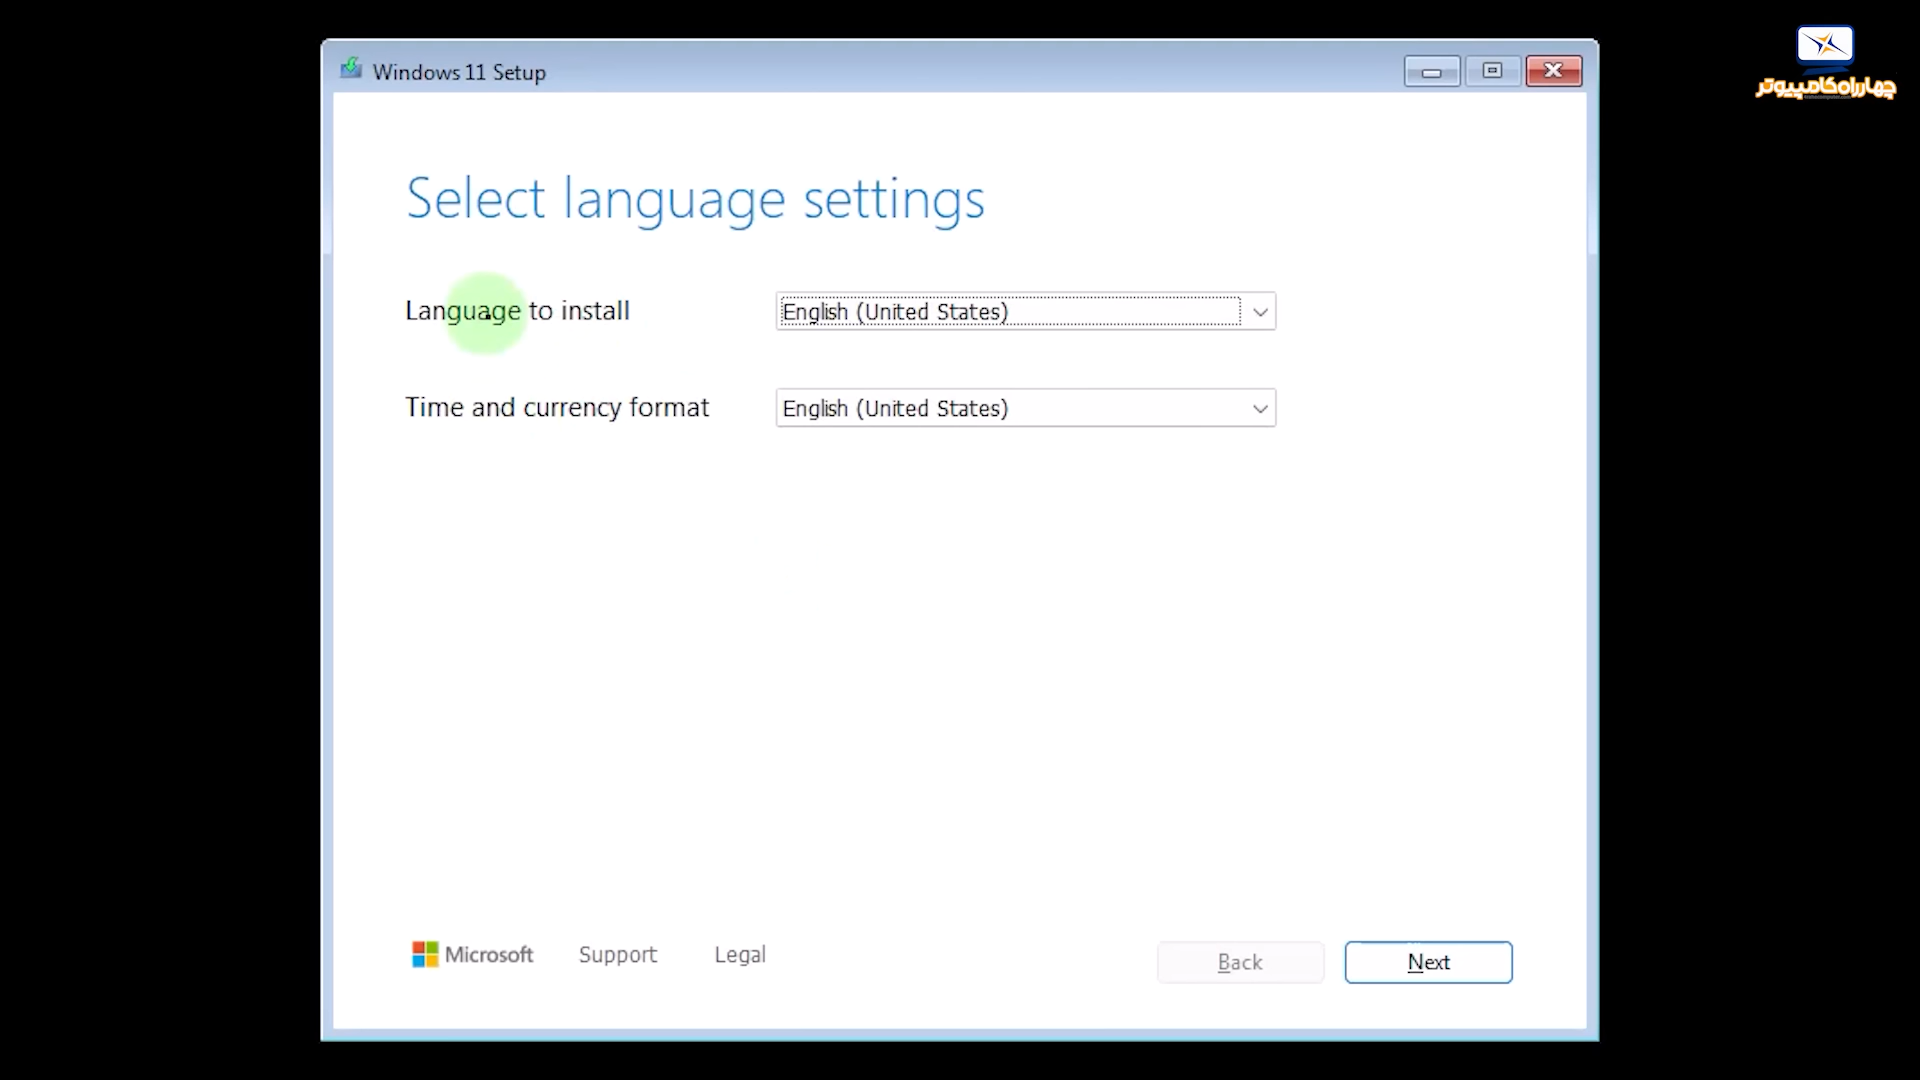 Windows 11 Setup
چهارراه کامپیوتر
Select language settings
Language to install
English (United States)
Time and currency format
English (United States)
Microsoft
Support
Legal
Back
Next